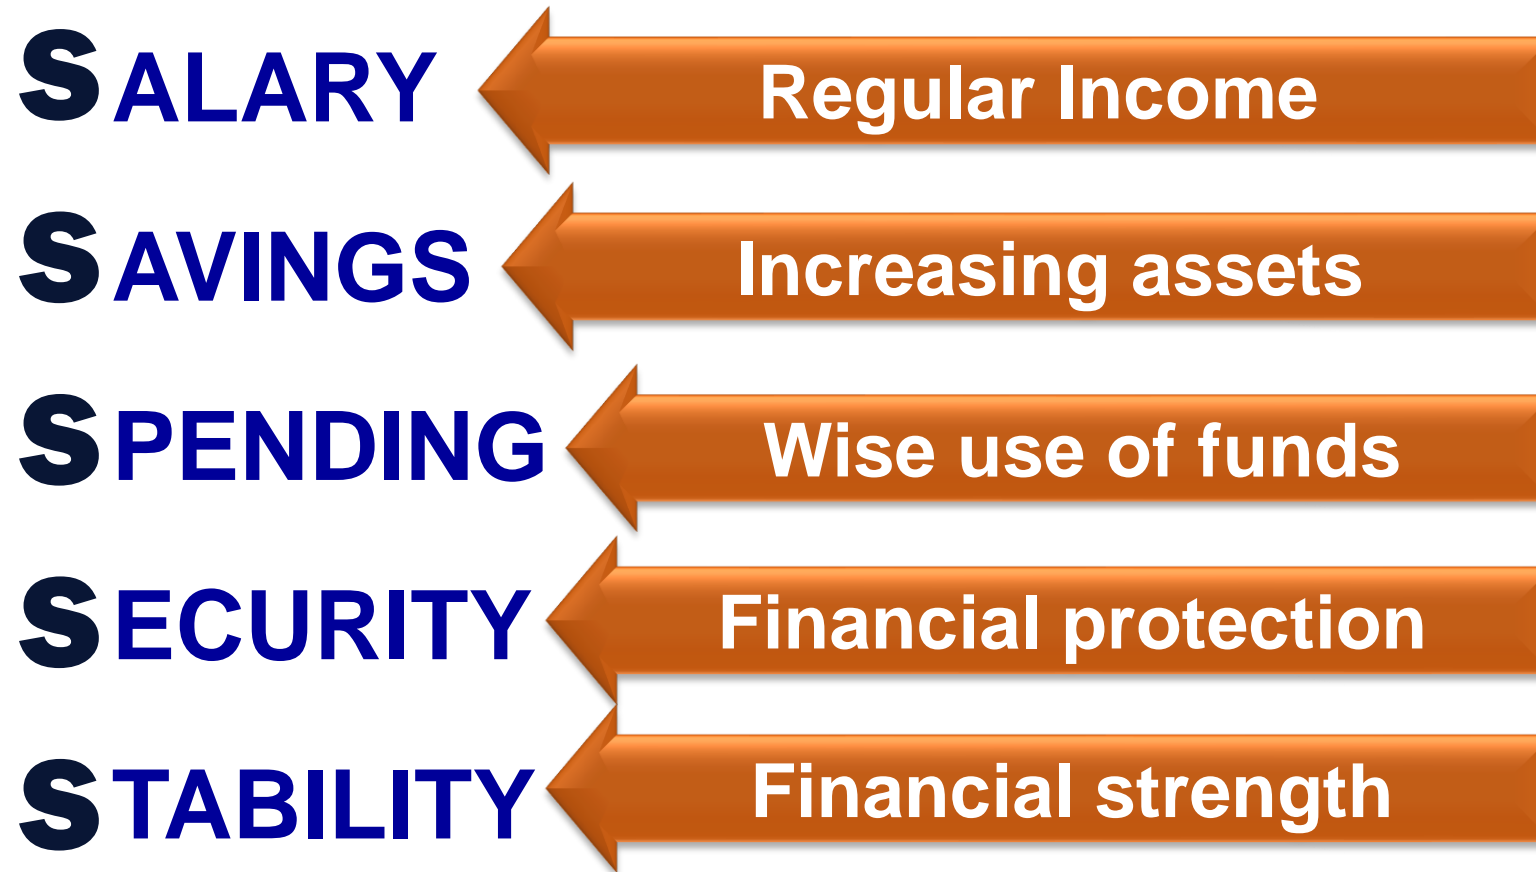 SALARY Regular Income
SAVINGS Increasing assets
SPENDING Wise use of funds
SECURITY Financial protection
STABILITY Financial strength